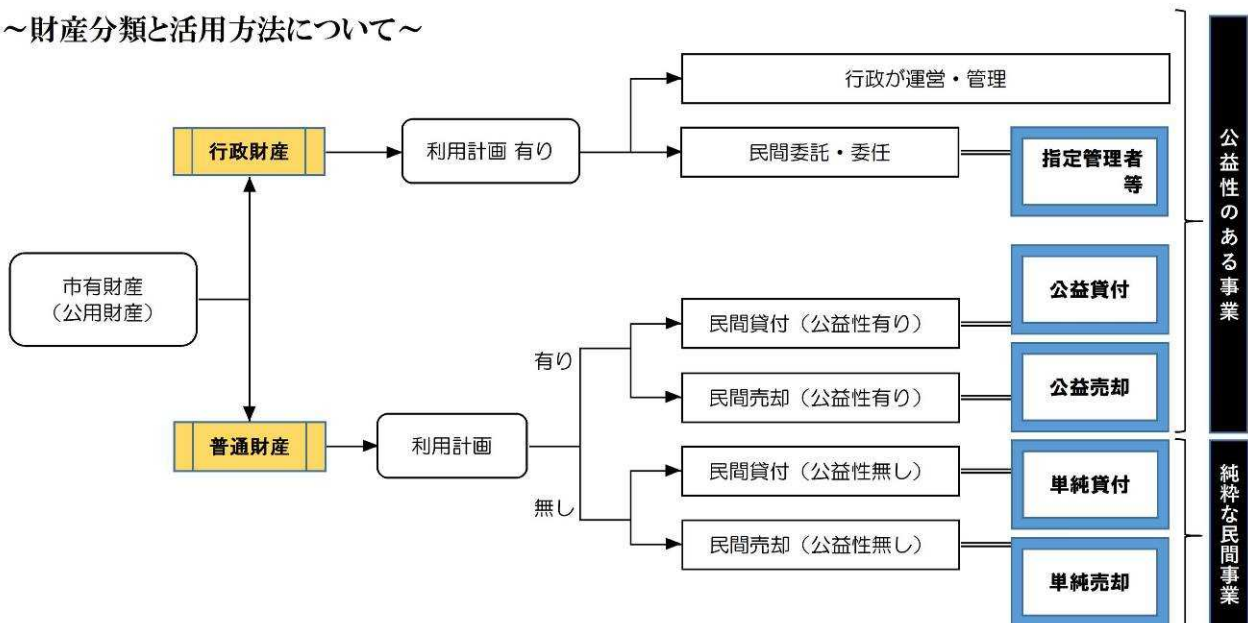 ～財産分類と活用方法について～
行政が運営・管理
行政財産
利用計画 有り
民間委託・委任
指定管理者
等
市有財産
（公用財産）
公益貸付
民間貸付（公益性有り）
有り
民間売却（公益性有り）
公益売却
普通財産
利用計画
民間貸付（公益性無し）
単純貸付
無し
民間売却（公益性無し）
単純売却
公益性のある事業
純粋な民間事業